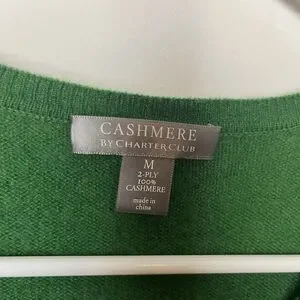 CASHMERE
BY CHARTER CLUB
M
2-PLY
100%
CASHMERE
made in
china